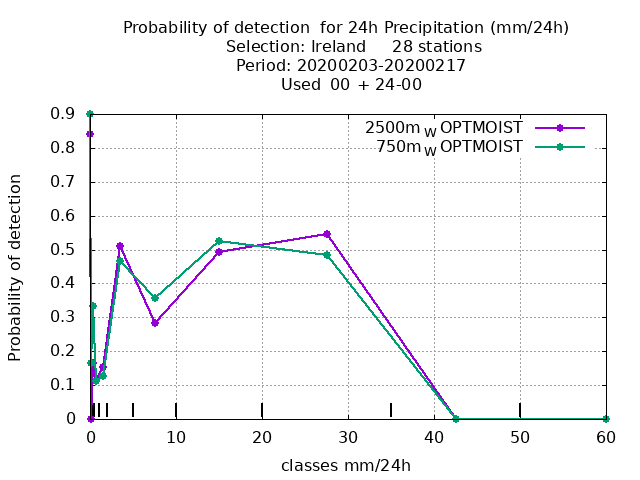 Probability of detection  for 24h Precipitation (mm/24h)
Selection: Ireland     28 stations
Period: 20200203-20200217
Used  00 + 24-00
2500m W OPTMOIST
750m W OPTMOIST
Probability of detection
0.9
0.8
0.7
0.6
0.5
0.4
0.3
0.2
0.1
0
0 10 20 30 40 50 60
classes mm/24h